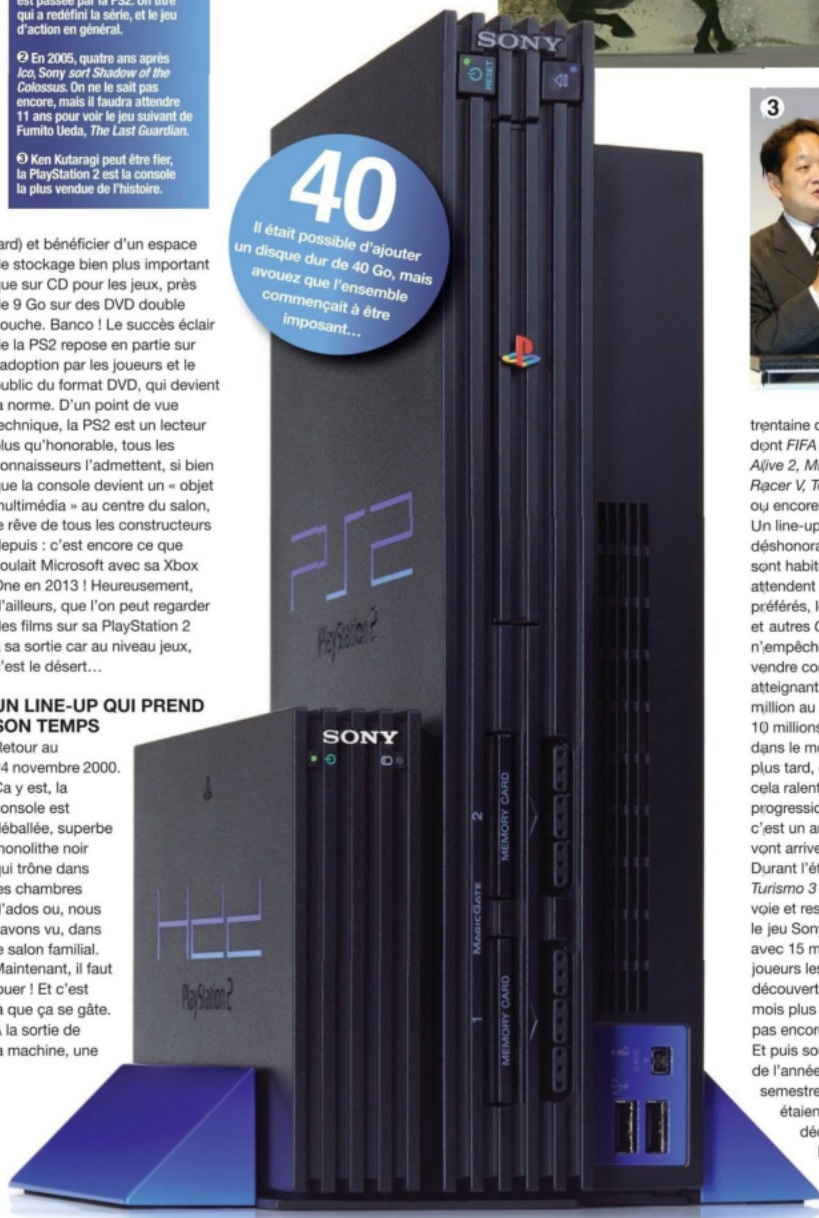 est passée par la PS2. Un titre
qui a redéfini la série, et le jeu
d'action en général.
❷ En 2005, quatre ans après
Ico, Sony sort Shadow of the
Colossus. On ne le sait pas
encore, mais il faudra attendre
11 ans pour voir le jeu suivant de
Fumito Ueda, The Last Guardian.
❸ Ken Kutaragi peut être fier,
la PlayStation 2 est la console
la plus vendue de l'histoire.
ard) et bénéficier d'un espace
de stockage bien plus important
que sur CD pour les jeux, près
de 9 Go sur des DVD double
couche. Banco ! Le succès éclair
de la PS2 repose en partie sur
l'adoption par les joueurs et le
public du format DVD, qui devient
la norme. D'un point de vue
technique, la PS2 est un lecteur
plus qu'honorable, tous les
connaisseurs l'admettent, si bien
que la console devient un « objet
multimédia » au centre du salon,
le rêve de tous les constructeurs
depuis : c'est encore ce que
voulait Microsoft avec sa Xbox
One en 2013 ! Heureusement,
d'ailleurs, que l'on peut regarder
des films sur sa PlayStation 2
à sa sortie car au niveau jeux,
c'est le désert…
UN LINE-UP QUI PREND
SON TEMPS
Retour au
24 novembre 2000.
Ça y est, la
console est
déballée, superbe
monolithe noir
qui trône dans
les chambres
d'ados ou, nous
l'avons vu, dans
le salon familial.
Maintenant, il faut
jouer ! Et c'est
là que ça se gâte.
À la sortie de
la machine, une
40
Il était possible d'ajouter
un disque dur de 40 Go, mais
avouez que l'ensemble
commençait à être
imposant…
SONY
RESET
PS2
PlayStation 2
SONY
HDD
PlayStation 2
MAGICGATE
1
MEMORY CARD
2
MEMORY CARD
S400
3
trentaine d
dont FIFA
Alive 2, Mi
Racer V, Te
ou encore
Un line-up
déshonora
sont habit
attendent
préférés, l
et autres G
n'empêche
vendre co
atteignant
million au
10 millions
dans le mo
plus tard,
cela ralent
progressio
c'est un a
vont arrive
Durant l'ét
Turismo 3
voie et res
le jeu Sony
avec 15 m
joueurs les
découvert
mois plus
pas encor
Et puis so
de l'année
semestre
étaien
déc